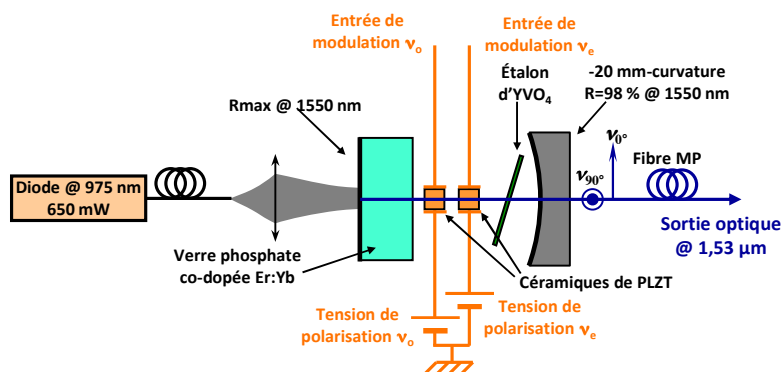 Entrée de
modulation νo
Entrée de
modulation νe
Étalon
d'YVO4
-20 mm-curvature
R=98 % @ 1550 nm
Rmax @ 1550 nm
ν0°
ν90°
Fibre MP
Diode @ 975 nm
650 mW
Sortie optique
@ 1,53 µm
Verre phosphate
co-dopée Er:Yb
Céramiques de PLZT
Tension de
polarisation νo
Tension de
polarisation νe